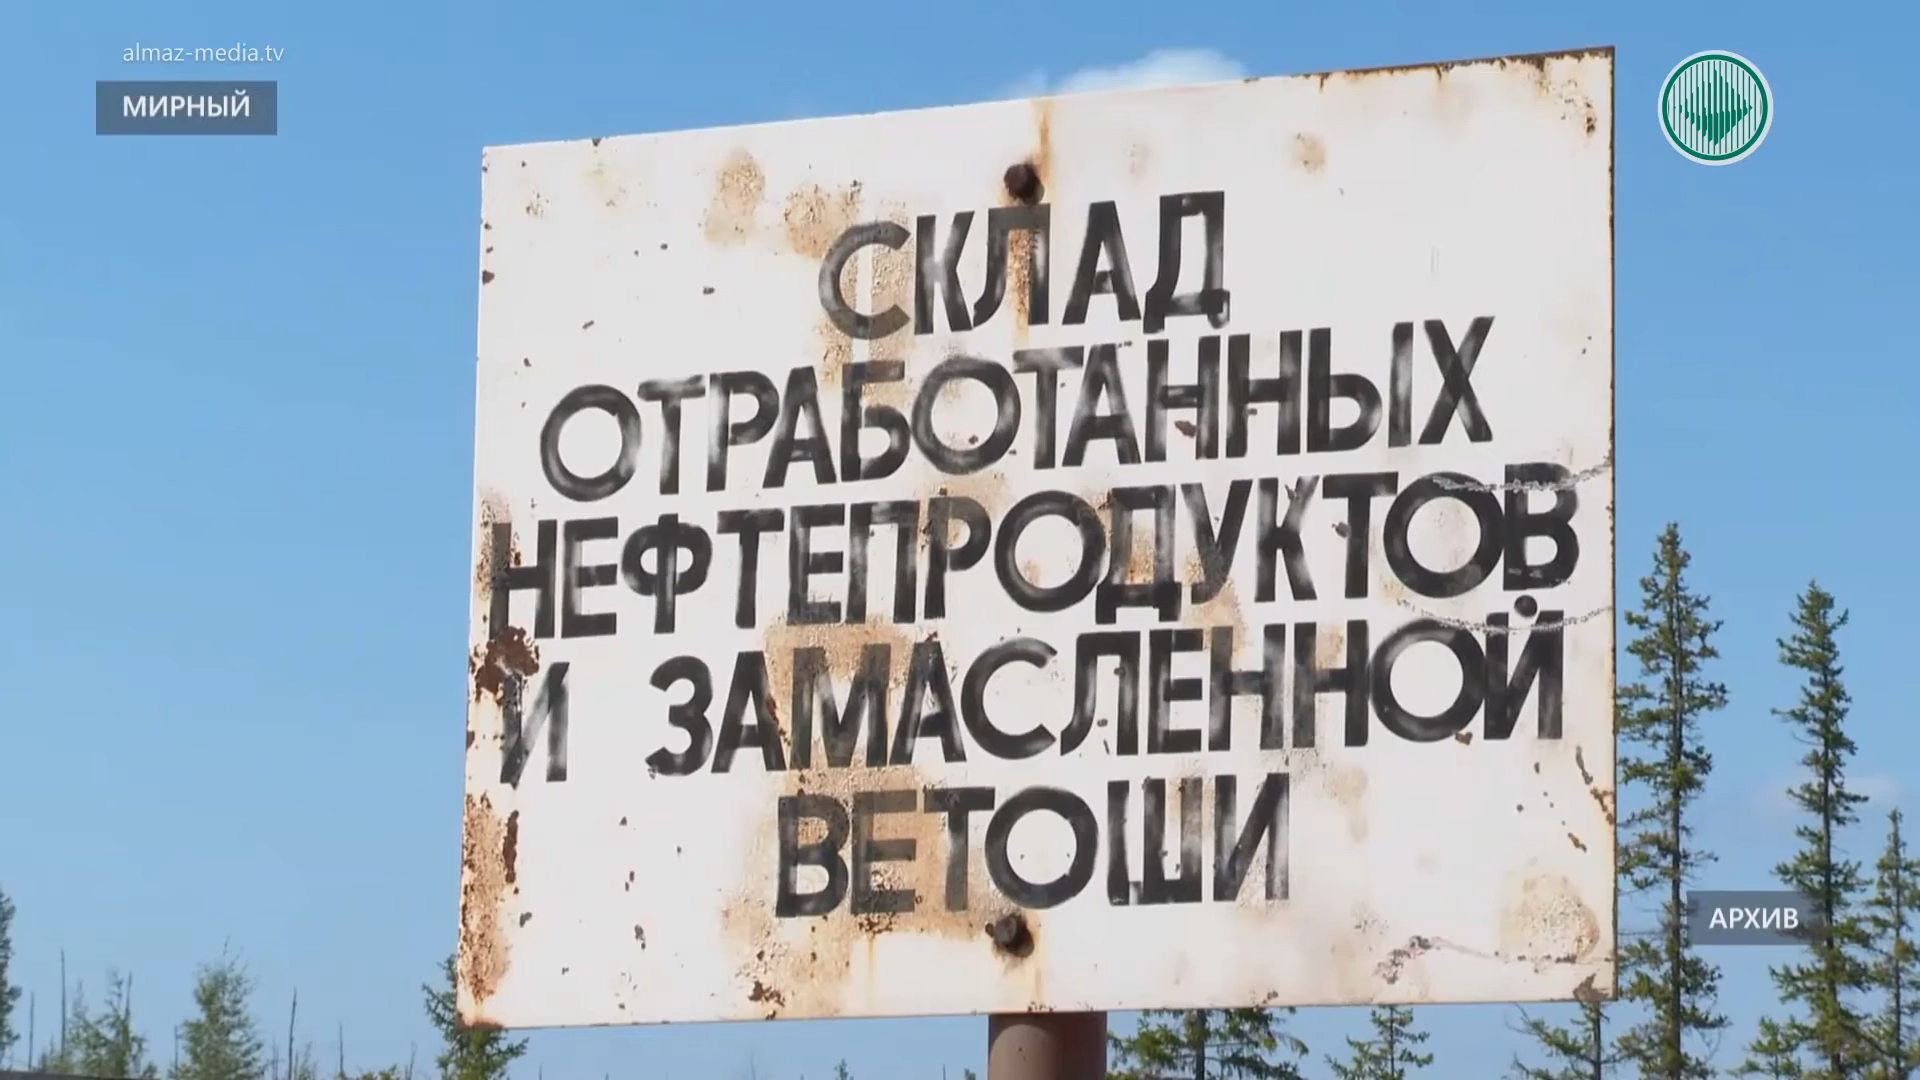 almaz-media.tv
МИРНЫЙ
СКЛАД
ОТРАБОТАННЫХ
НЕФТЕПРОДУКТОВ
И ЗАМАСЛЕННОЙ
ВЕТОШИ
АРХИВ